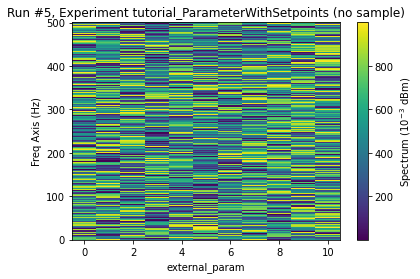 Run #5, Experiment tutorial_ParameterWithSetpoints (no sample)
500
400
300
200
100
0
Freq Axis (Hz)
0 2 4 6 8 10
external_param
800
600
400
200
Spectrum (10⁻³ dBm)